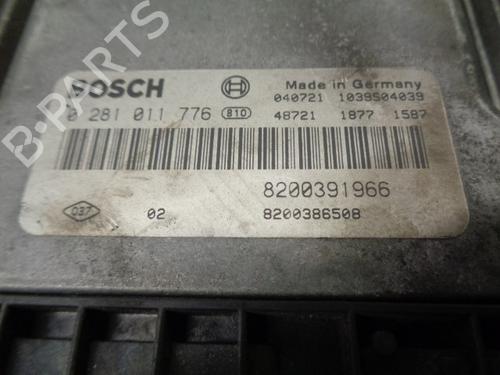 BOSCH
Made in Germany
040721 1039S04039
0 281 011 776 810
48721 1877 1587
8200391966
037 02 8200386508
B-PARTS